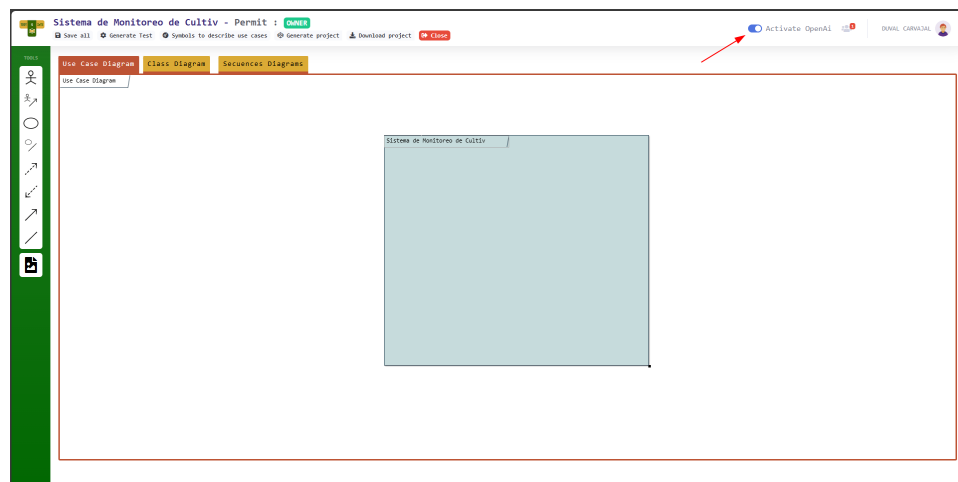 Sistema de Monitoreo de Cultiv - Permit : OWNER
Save all Generate Test Symbols to describe use cases Generate project Download project Close
Activate OpenAi
DUVAL CARVAJAL
TOOLS
Use Case Diagram Class Diagram Secuences Diagrams
Use Case Diagram
Sistema de Monitoreo de Cultiv